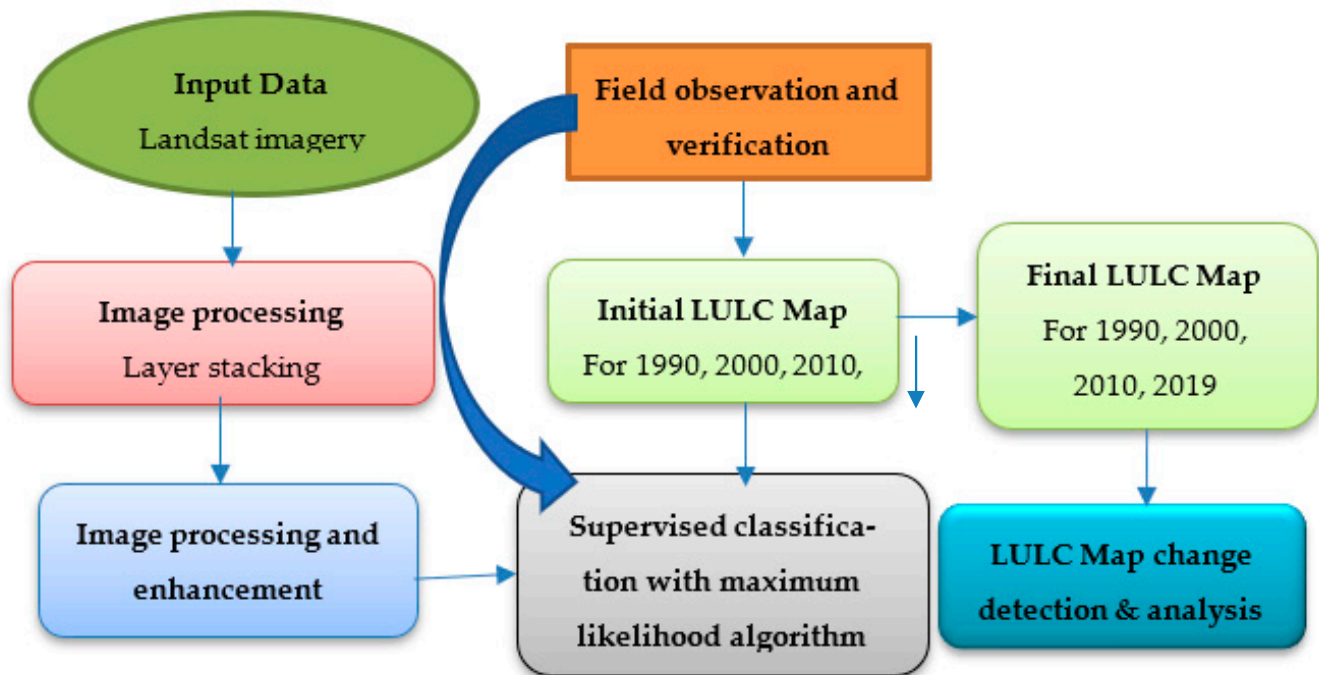 Input Data
Landsat imagery
Field observation and
verification
Image processing
Layer stacking
Initial LULC Map
For 1990, 2000, 2010,
Final LULC Map
For 1990, 2000,
2010, 2019
Image processing and
enhancement
Supervised classifica-
tion with maximum
likelihood algorithm
LULC Map change
detection & analysis